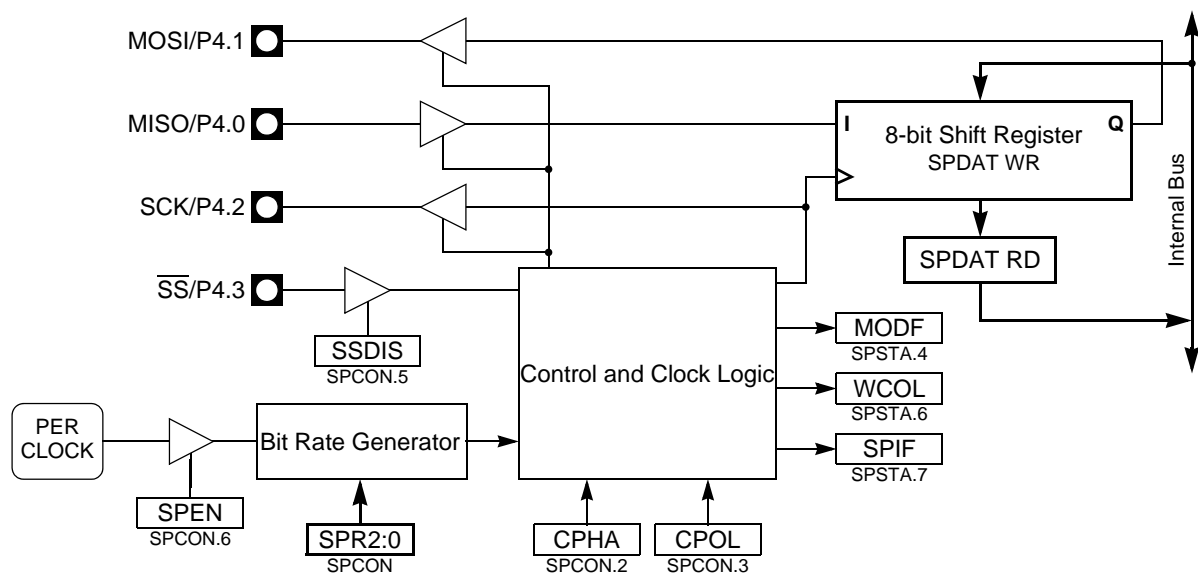 MOSI/P4.1
MISO/P4.0
I
8-bit Shift Register
Q
SPDAT WR
SCK/P4.2
Internal Bus
SPDAT RD
SS/P4.3
SSDIS
SPCON.5
Control and Clock Logic
MODF
SPSTA.4
WCOL
SPSTA.6
SPIF
SPSTA.7
PER
CLOCK
Bit Rate Generator
SPEN
SPCON.6
SPR2:0
SPCON
CPHA
SPCON.2
CPOL
SPCON.3